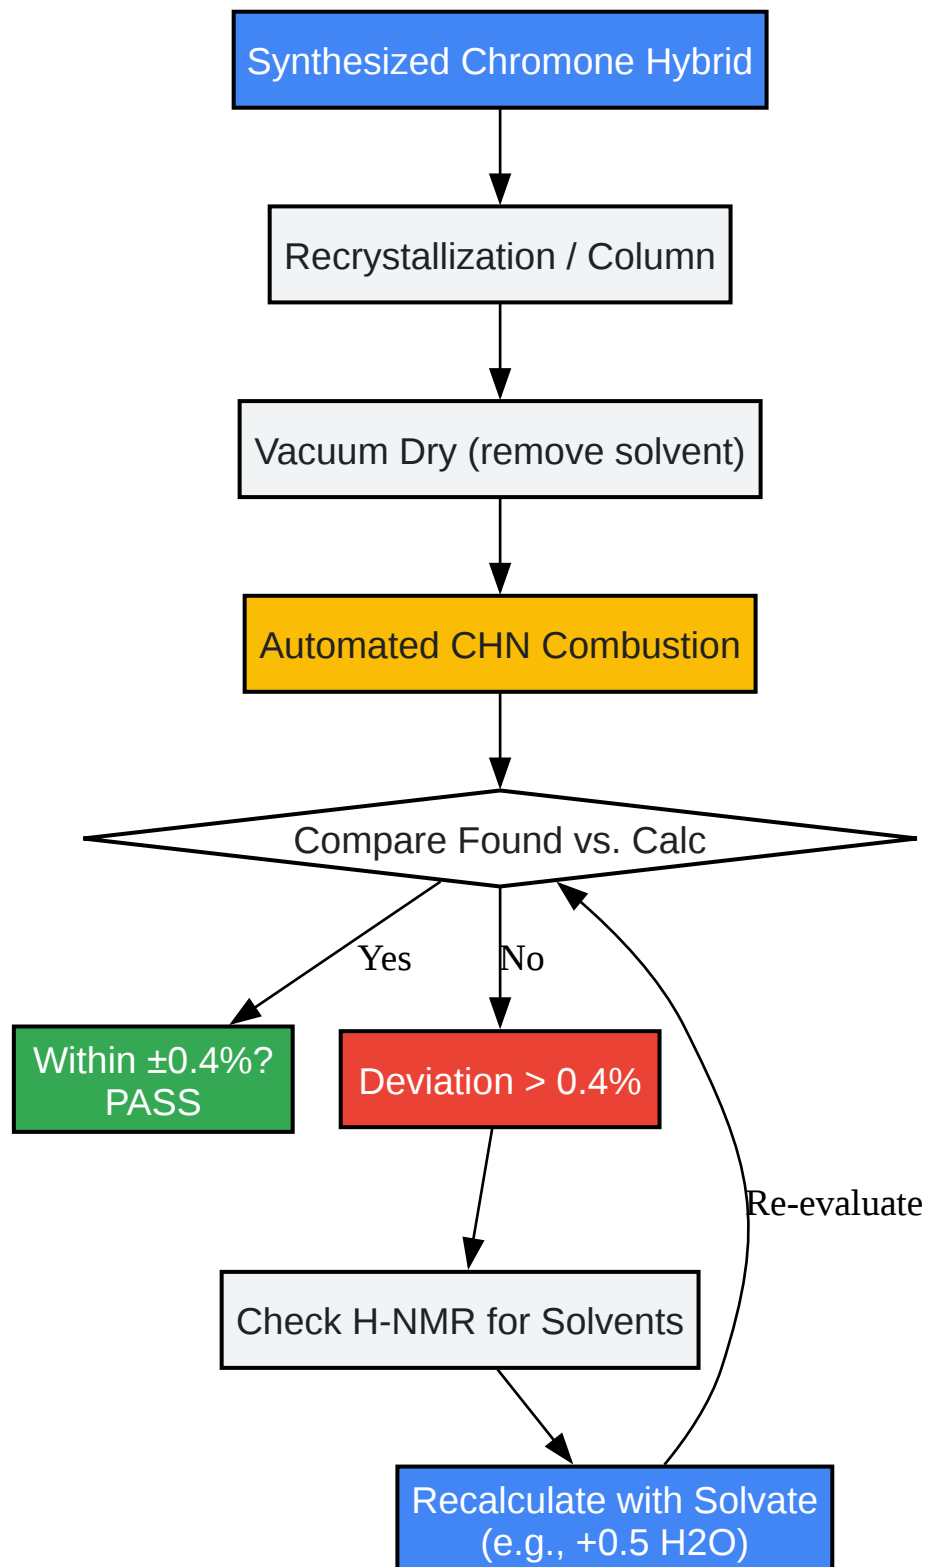 Synthesized Chromone Hybrid
Recrystallization / Column
Vacuum Dry (remove solvent)
Automated CHN Combustion
Compare Found vs. Calc
Yes
No
Within ±0.4%?
PASS
Deviation > 0.4%
Re-evaluate
Check H-NMR for Solvents
Recalculate with Solvate
(e.g., +0.5 H2O)